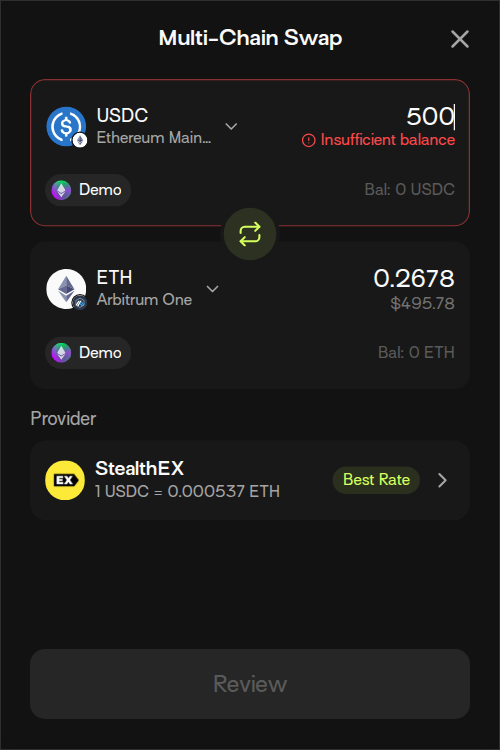 Multi-Chain Swap
USDC
500
Ethereum Main...
Insufficient balance
Demo
Bal: 0 USDC
ETH
0.2678
Arbitrum One
$495.78
Demo
Bal: 0 ETH
Provider
EX
StealthEX
1 USDC = 0.000537 ETH
Best Rate
Review